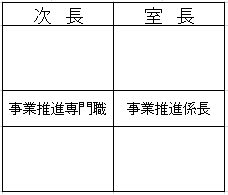 次　長　室　長
事業推進専門職　事業推進係長